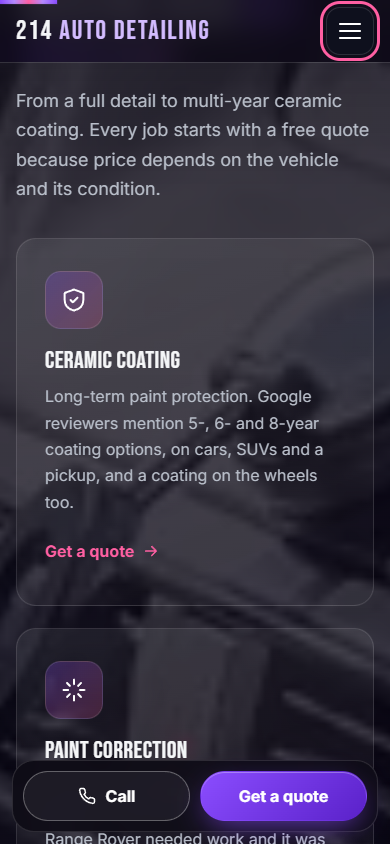 214 AUTO DETAILING
From a full detail to multi-year ceramic
coating. Every job starts with a free quote
because price depends on the vehicle
and its condition.
CERAMIC COATING
Long-term paint protection. Google
reviewers mention 5-, 6- and 8-year
coating options, on cars, SUVs and a
pickup, and a coating on the wheels
too.
Get a quote →
PAINT CORRECTION
Call
Get a quote
Range Rover needed work and it was